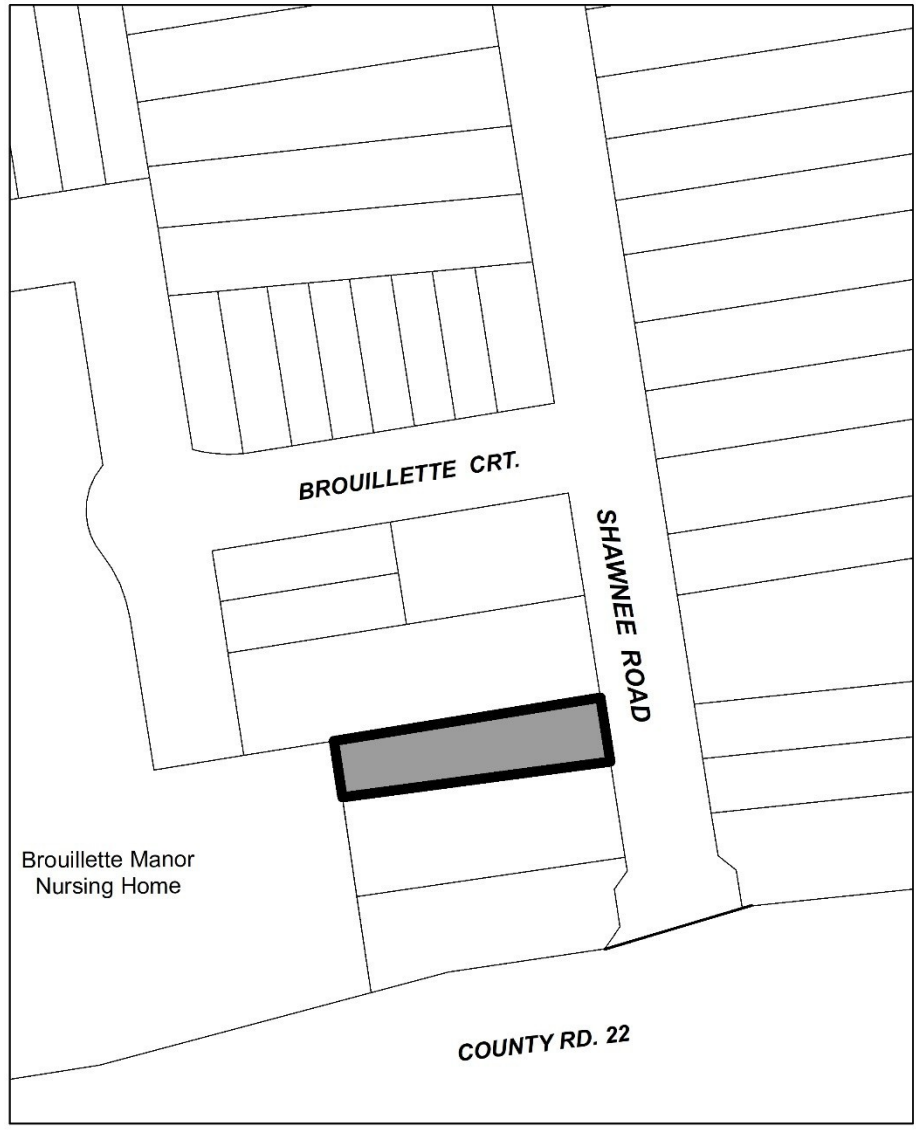 BROUILLETTE CRT.
SHAWNEE ROAD
Brouillette Manor
Nursing Home
COUNTY RD. 22